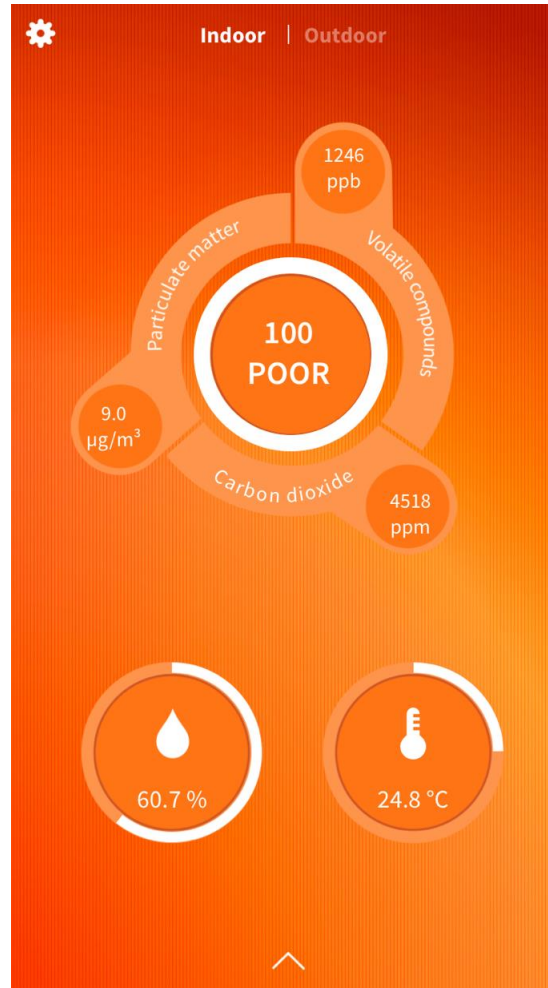 Indoor | Outdoor
1246
ppb
Particulate matter
Volatile compounds
100
POOR
9.0
µg/m³
Carbon dioxide
4518
ppm
60.7 %
24.8 °C